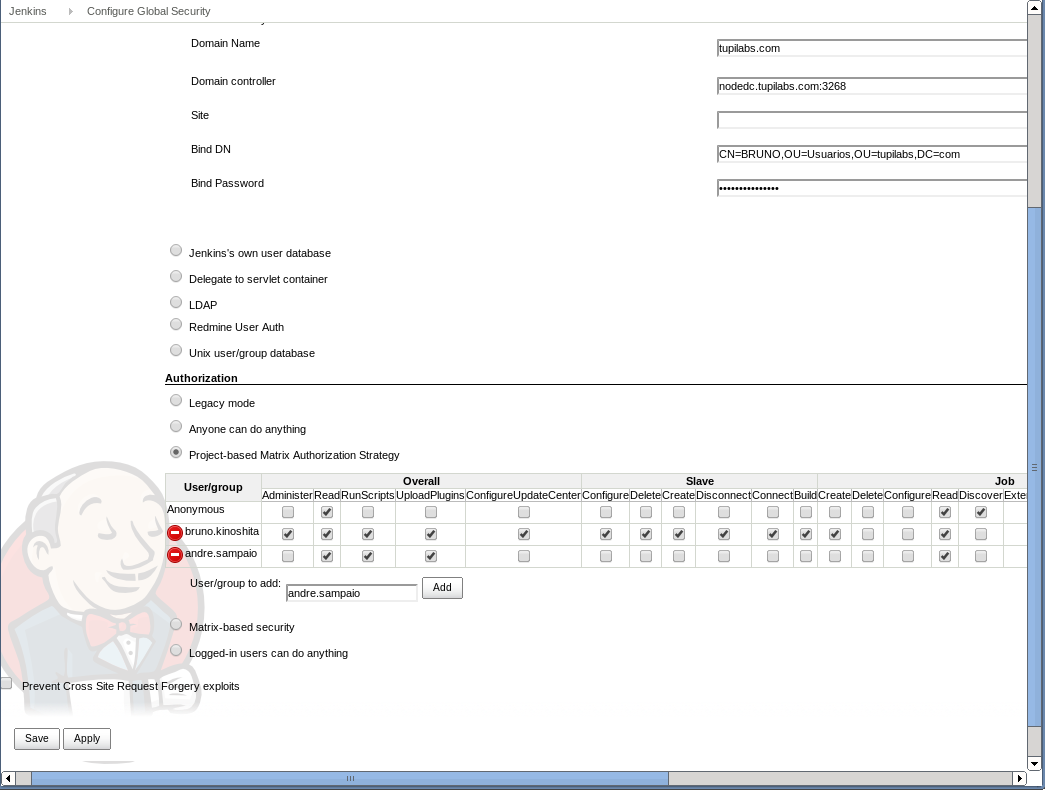 Jenkins Configure Global Security
Domain Name tupilabs.com
Domain controller nodedc.tupilabs.com:3268
Site
Bind DN CN=BRUNO,OU=Usuarios,OU=tupilabs,DC=com
Bind Password •••••••••••••••
Jenkins's own user database
Delegate to servlet container
LDAP
Redmine User Auth
Unix user/group database
Authorization
Legacy mode
Anyone can do anything
Project-based Matrix Authorization Strategy
User/group Overall Slave Job
Administer Read RunScripts UploadPlugins ConfigureUpdateCenter Configure Delete Create Disconnect Connect Build Create Delete Configure Read Discover Exte
Anonymous
bruno.kinoshita
andre.sampaio
User/group to add: andre.sampaio Add
Matrix-based security
Logged-in users can do anything
Prevent Cross Site Request Forgery exploits
Save Apply